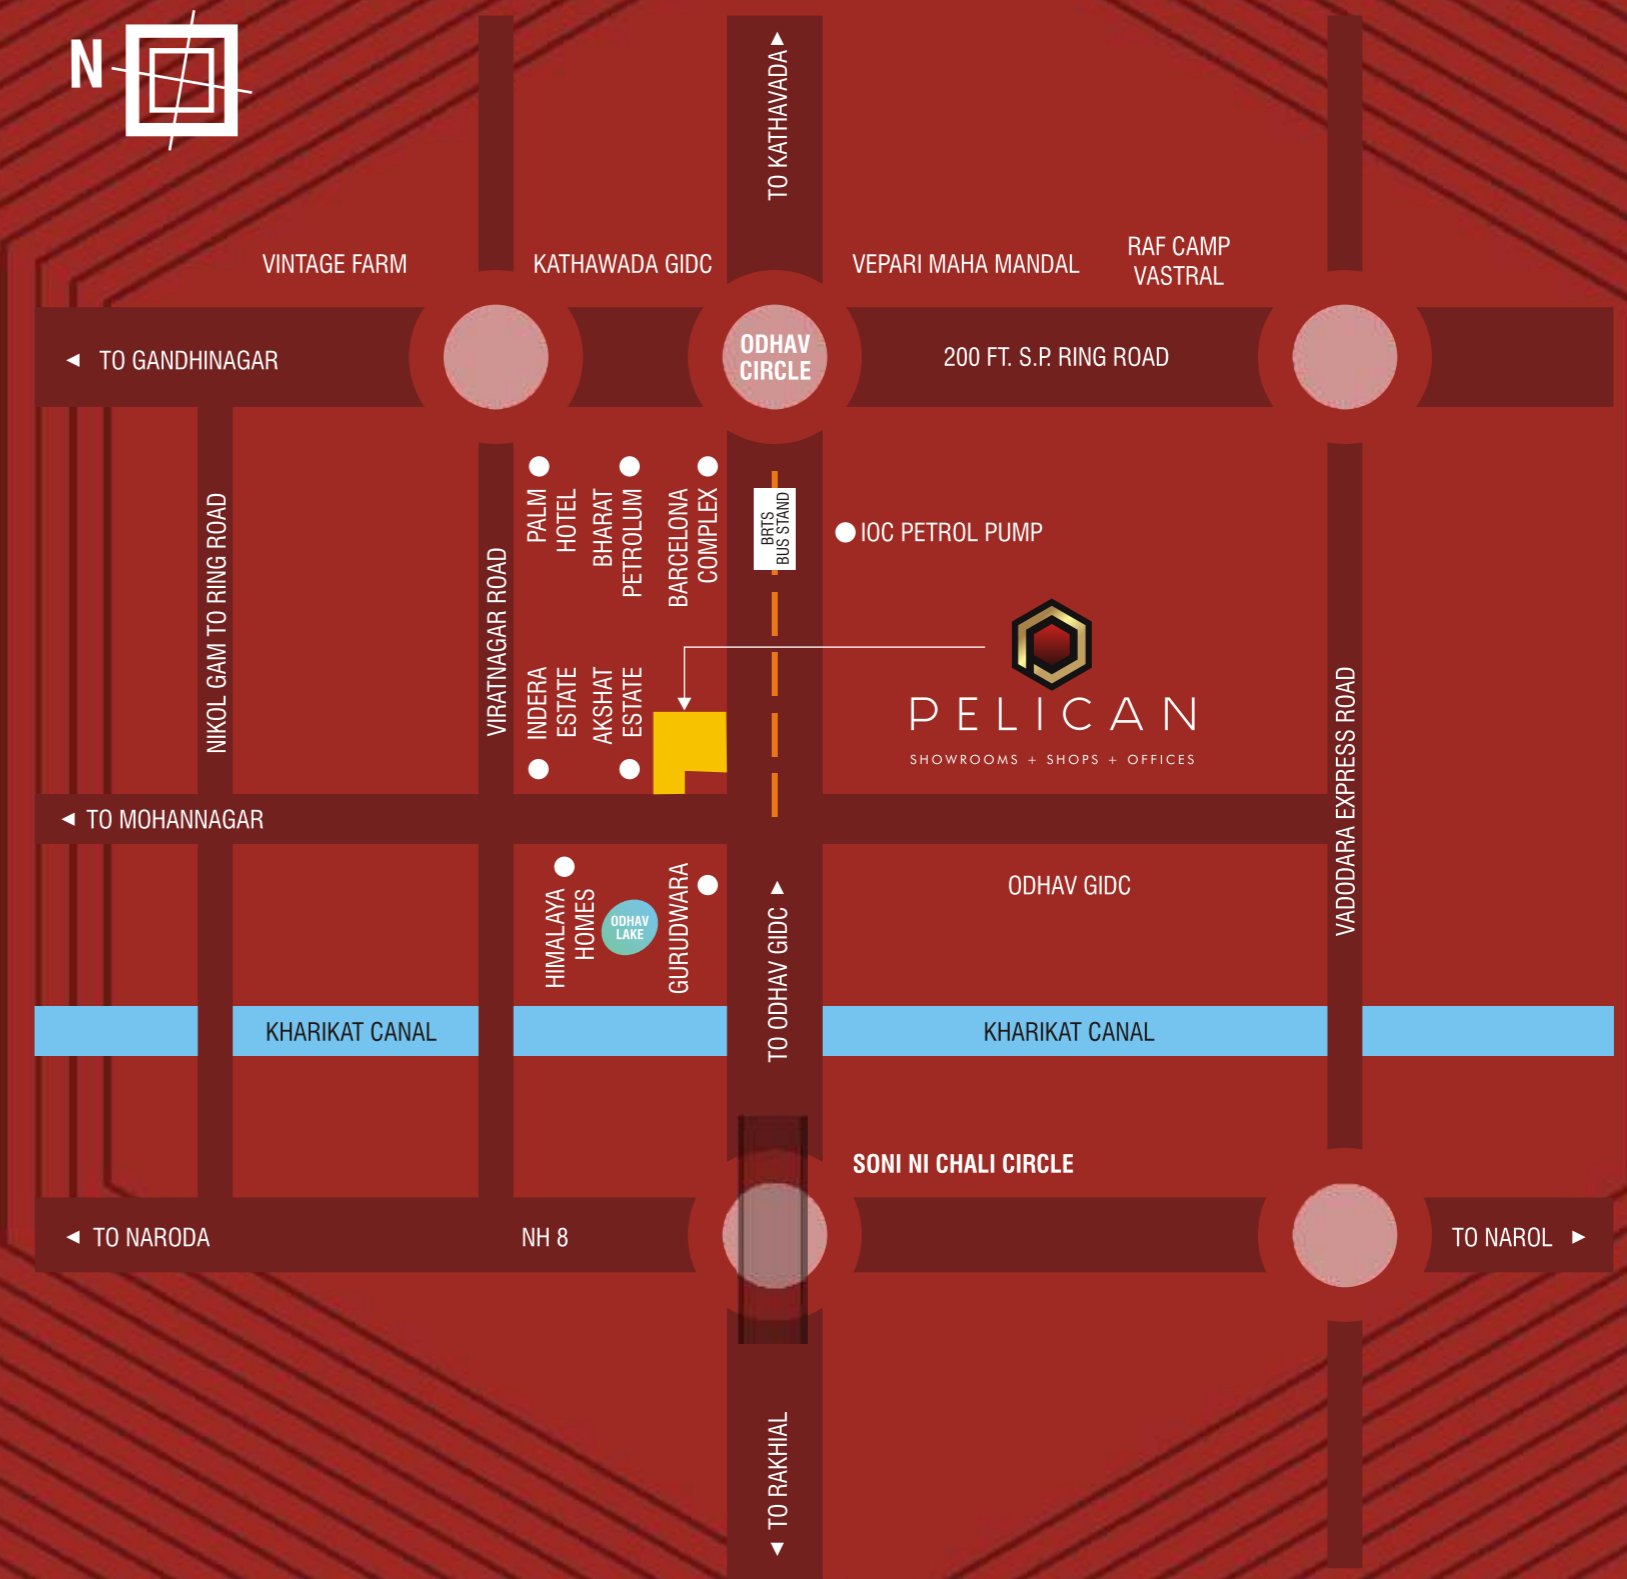 N
TO KATHAVADA
VINTAGE FARM
KATHAWADA GIDC
VEPARI MAHA MANDAL
RAF CAMP
VASTRAL
TO GANDHINAGAR
ODHAV
CIRCLE
200 FT. S.P. RING ROAD
NIKOL GAM TO RING ROAD
VIRATNAGAR ROAD
PALM
HOTEL
BHARAT
PETROLUM
BARCELONA
COMPLEX
BRTS
BUS STAND
IOC PETROL PUMP
INDERA
ESTATE
AKSHAT
ESTATE
PELICAN
SHOWROOMS + SHOPS + OFFICES
VADODARA EXPRESS ROAD
TO MOHANNAGAR
HIMALAYA
HOMES
ODHAV
LAKE
GURUDWARA
TO ODHAV GIDC
ODHAV GIDC
KHARIKAT CANAL
KHARIKAT CANAL
SONI NI CHALI CIRCLE
TO NARODA
NH 8
TO NAROL
TO RAKHIAL